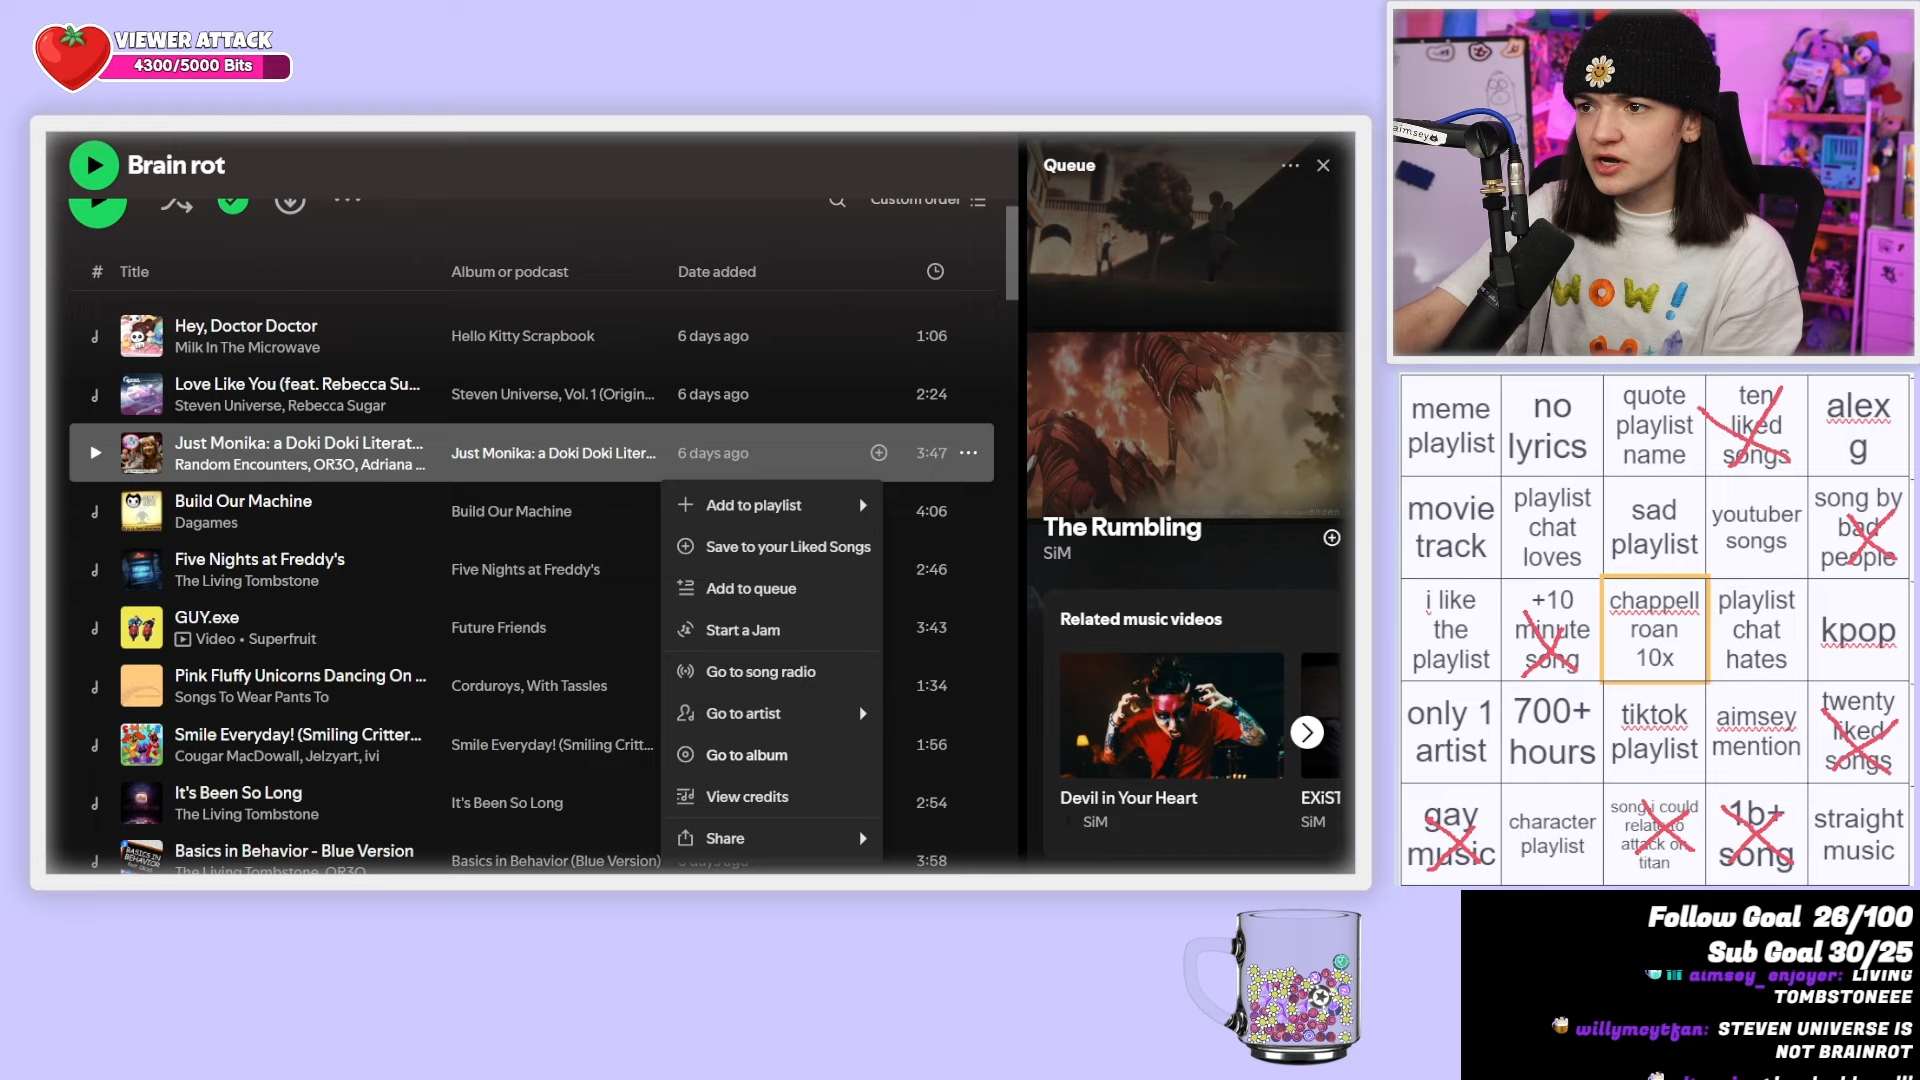 VIEWER ATTACK
4300/5000 Bits
Brain rot
Custom order
# Title Album or podcast Date added
Hey, Doctor Doctor
Milk In The Microwave
Hello Kitty Scrapbook
6 days ago
1:06
Love Like You (feat. Rebecca Su...
Steven Universe, Rebecca Sugar
Steven Universe, Vol. 1 (Origin...
6 days ago
2:24
Just Monika: a Doki Doki Literat...
Random Encounters, OR3O, Adriana ...
Just Monika: a Doki Doki Liter...
6 days ago
3:47
Build Our Machine
Dagames
Build Our Machine
4:06
Five Nights at Freddy's
The Living Tombstone
Five Nights at Freddy's
2:46
GUY.exe
Video • Superfruit
Future Friends
3:43
Pink Fluffy Unicorns Dancing On ...
Songs To Wear Pants To
Corduroys, With Tassles
1:34
Smile Everyday! (Smiling Critter...
Cougar MacDowall, Jelzyart, ivi
Smile Everyday! (Smiling Critt...
1:56
It's Been So Long
The Living Tombstone
It's Been So Long
2:54
Basics in Behavior - Blue Version
The Living Tombstone, OR3O
Basics in Behavior (Blue Version)
3:58
Add to playlist
Save to your Liked Songs
Add to queue
Start a Jam
Go to song radio
Go to artist
Go to album
View credits
Share
Queue
The Rumbling
SiM
Related music videos
Devil in Your Heart
SiM
EXiST
SiM
aimsey
WOW!
meme
playlist
no
lyrics
quote
playlist
name
ten
liked
songs
alex
g
movie
track
playlist
chat
loves
sad
playlist
youtuber
songs
song by
bad
people
i like
the
playlist
+10
minute
song
chappell
roan
10x
playlist
chat
hates
kpop
only 1
artist
700+
hours
tiktok
playlist
aimsey
mention
twenty
liked
songs
gay
music
character
playlist
song i could
relate to
attack on
titan
1b+
song
straight
music
Follow Goal 26/100
Sub Goal 30/25
aimsey_enjoyer: LIVING
TOMBSTONEEE
willymoytfan: STEVEN UNIVERSE IS
NOT BRAINROT